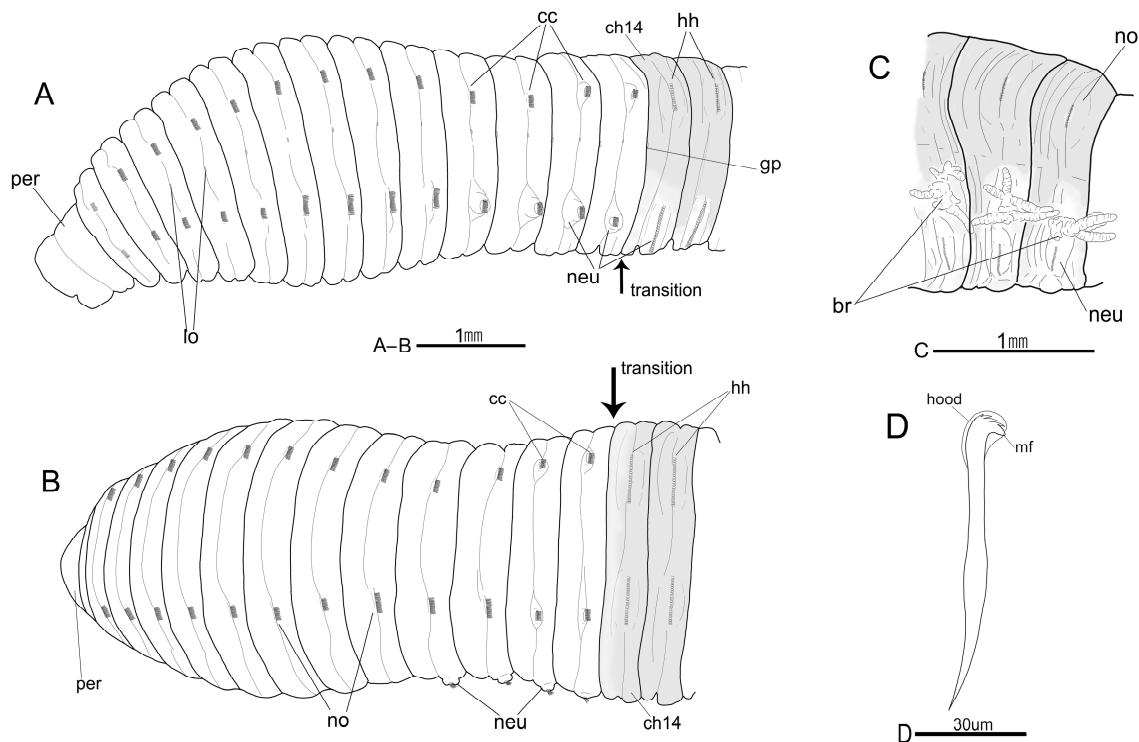 A
per
cc
ch14
hh
gp
neu
transition
lo
A–B 1mm
C
no
br
neu
C 1mm
B
per
cc
transition
hh
no
neu
ch14
D
hood
mf
D 30um